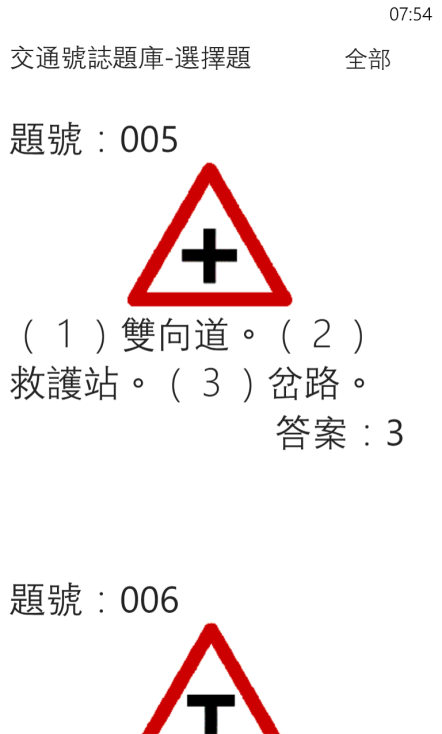 07:54
交通號誌題庫-選擇題 全部
題號：005
（１）雙向道。（２）
救護站。（３）岔路。
答案：3
題號：006